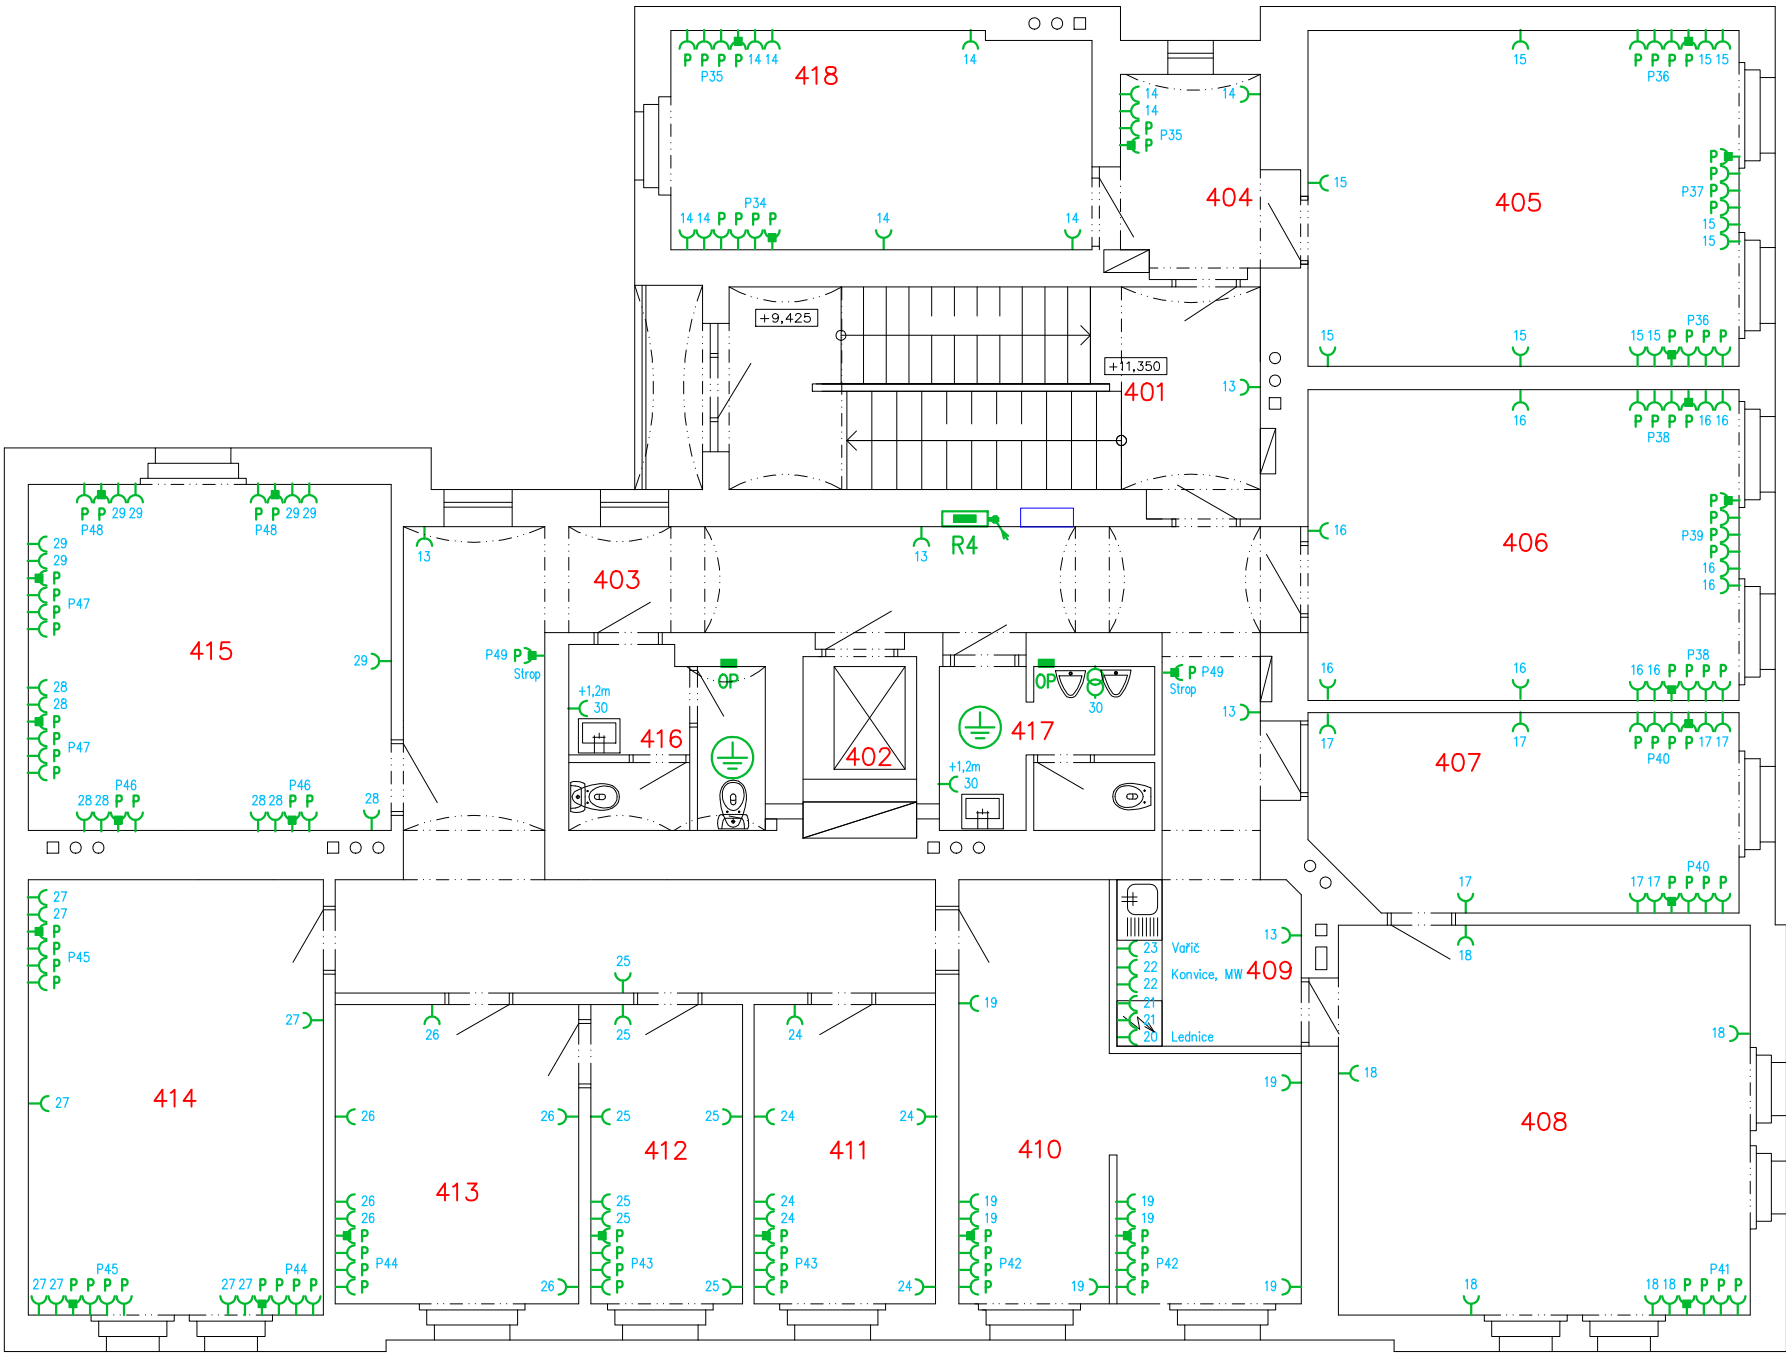 P P P P 14 14
P35
418
14
14 14
14
P P35
P
404
15
P P P P 15 15
P36
15
405
P
P
P37 P
P
15
15
P34
14 14 P P P P
14
14
+9,425
+11,350
401
13
P36
15
15
15 15 P P P P
16
P P P P 16 16
P38
16
406
P
P
P39 P
P
16
16
P38
16
16
16 16 P P P P
P P 29 29
P48
P P 29 29
P48
29
29
P
P
P47
P
P
415
29
28
28
P
P
P47
P
P
P46
28 28 P P
P46
28 28 P P
28
13
403
13
R4
P49 P
Strop
+1,2m
30
416
OP
402
OP
417
30
+1,2m
30
P P49
Strop
13
17
17
P P P P 17 17
P40
407
P40
17
17 17 P P P P
27
27
P
P
P45
P
P
27
27
414
P45
27 27 P P P P
P44
27 27 P P P P
25
26
25
24
26
26
413
26
26
P
P
P44
P
P
26
25
25
412
25
25
P
P
P43
P
P
25
24
24
411
24
24
P
P
P43
P
P
24
19
410
19
19
19
P
P
P42
P
P
19
19
19
P
P
P42
P
P
19
13
23 Vařič
22
Konvice, MW
22
409
21
21
20 Lednice
18
18
18
408
P41
18
18 18 P P P P